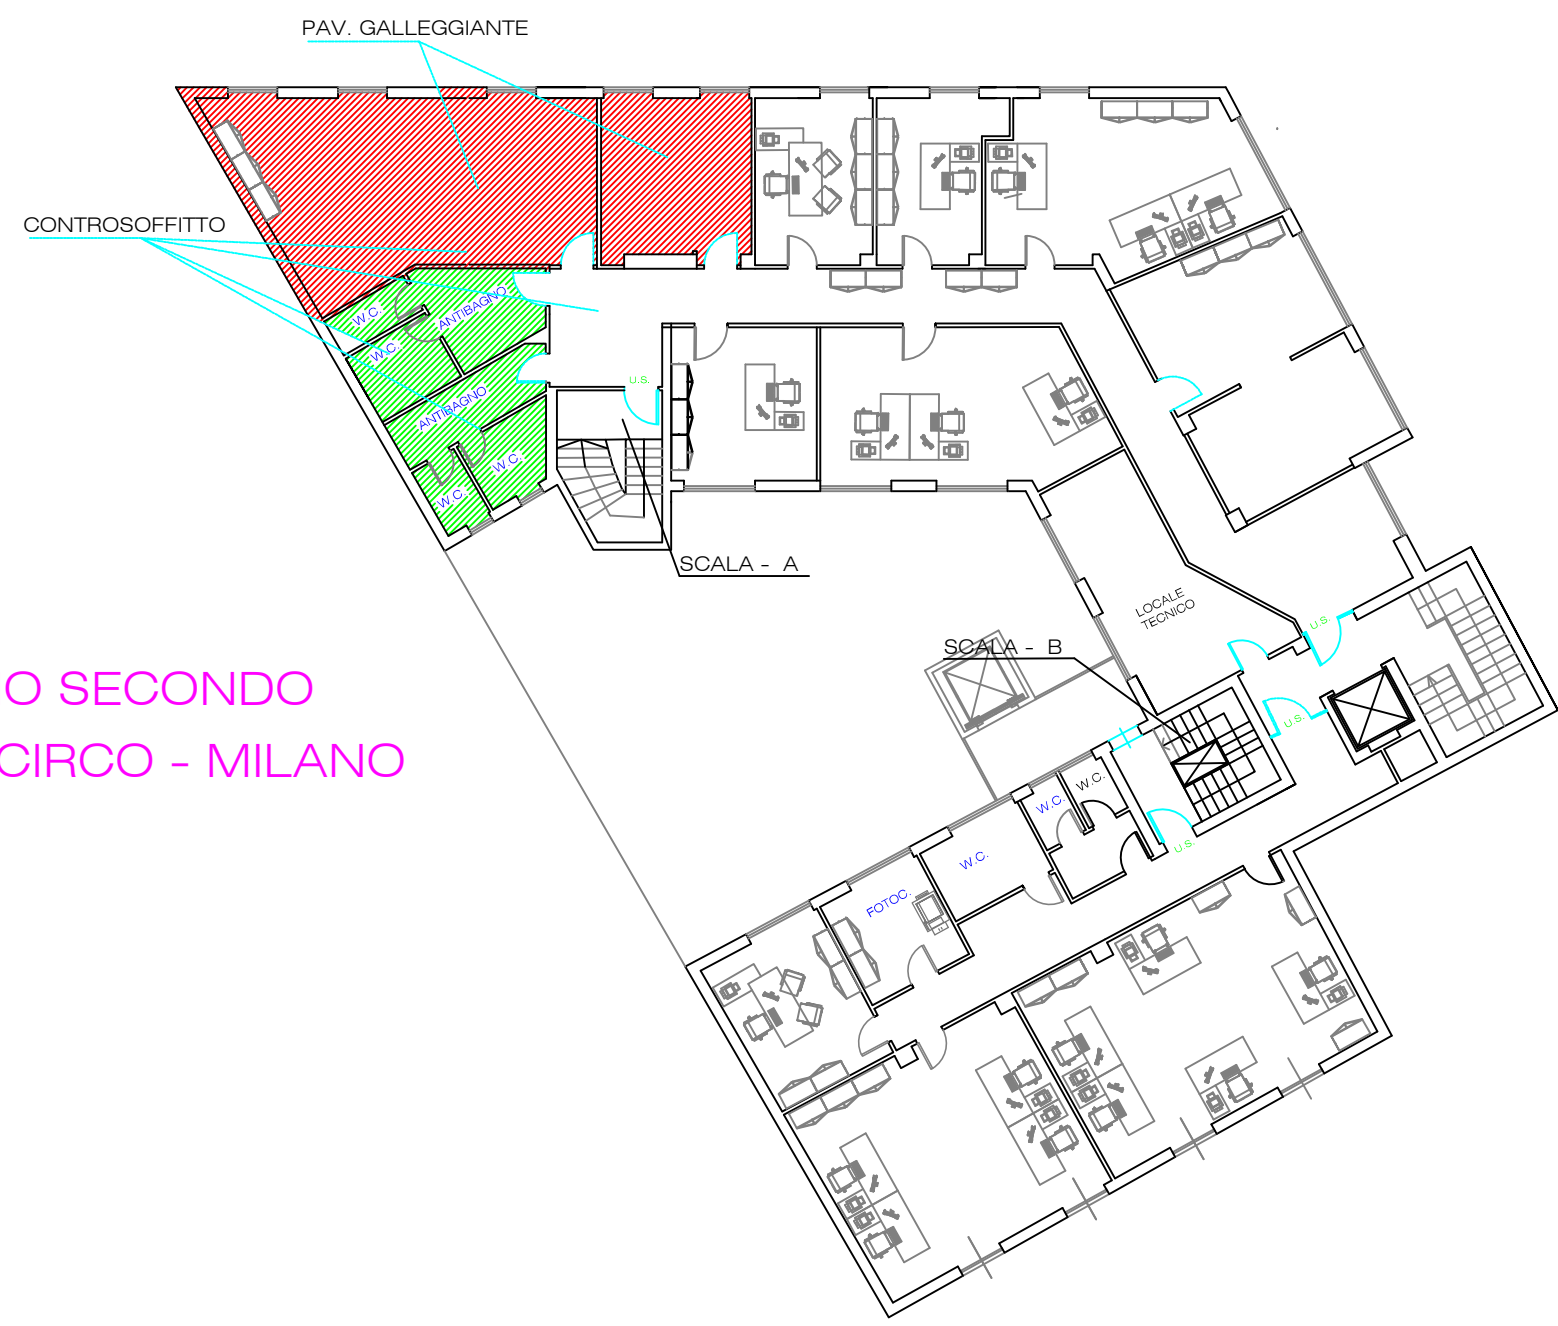 PAV. GALLEGGIANTE
CONTROSOFFITTO
W.C.
ANTIBAGNO
W.C.
U.S.
ANTIBAGNO
W.C.
W.C.
SCALA - A
LOCALE
TECNICO
U.S.
SCALA - B
O SECONDO
CIRCO - MILANO
U.S.
W.C.
W.C.
U.S.
W.C.
FOTOC.